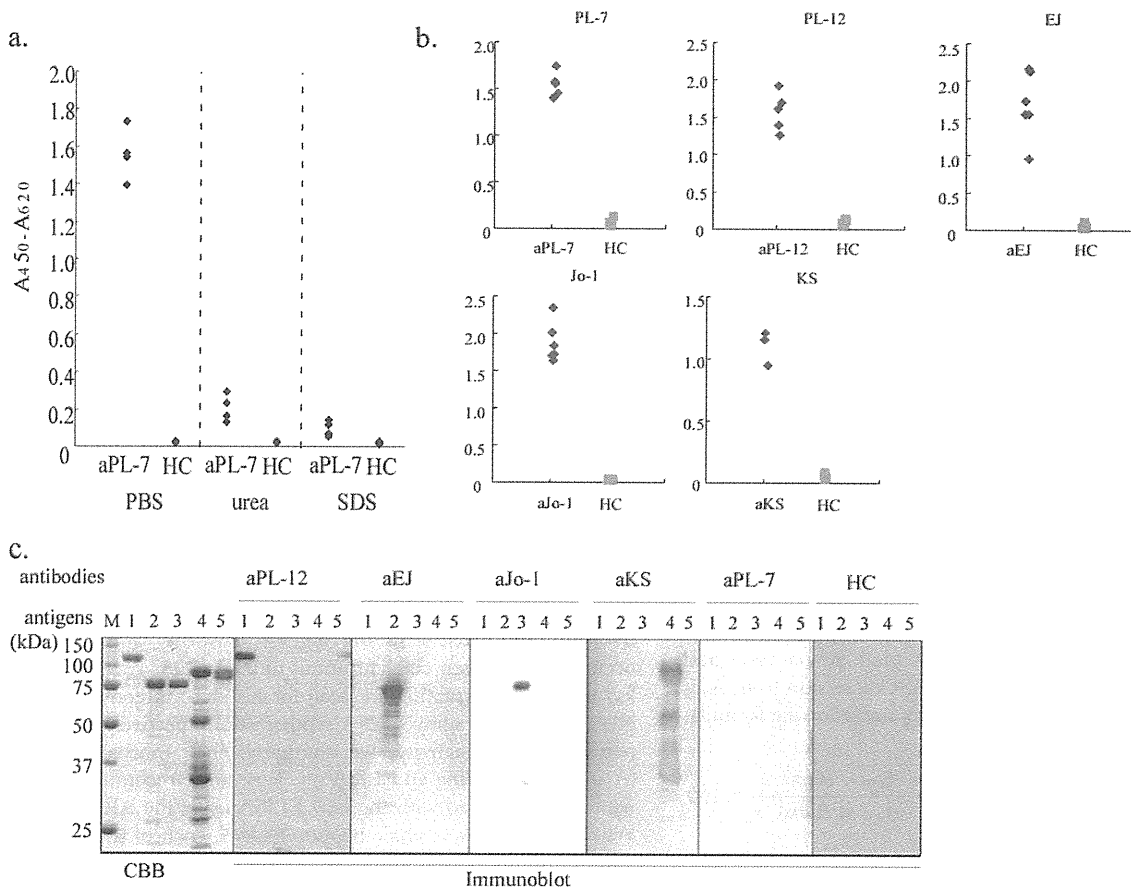 a.
2.0
1.8
1.6
1.4
1.2
1.0
0.8
0.6
0.4
0.2
0
A450-A620
aPL-7 HC aPL-7 HC aPL-7 HC
PBS urea SDS
b.
PL-7
2.0
1.5
1.0
0.5
0
aPL-7 HC
PL-12
2.5
2.0
1.5
1.0
0.5
0
aPL-12 HC
EJ
2.5
2.0
1.5
1.0
0.5
0
aEJ HC
Jo-1
2.5
2.0
1.5
1.0
0.5
0
aJo-1 HC
KS
1.5
1.0
0.5
0
aKS HC
c.
antibodies aPL-12 aEJ aJo-1 aKS aPL-7 HC
antigens M 1 2 3 4 5 1 2 3 4 5 1 2 3 4 5 1 2 3 4 5 1 2 3 4 5 1 2 3 4 5 1 2 3 4 5
(kDa)
150
100
75
50
37
25
CBB Immunoblot